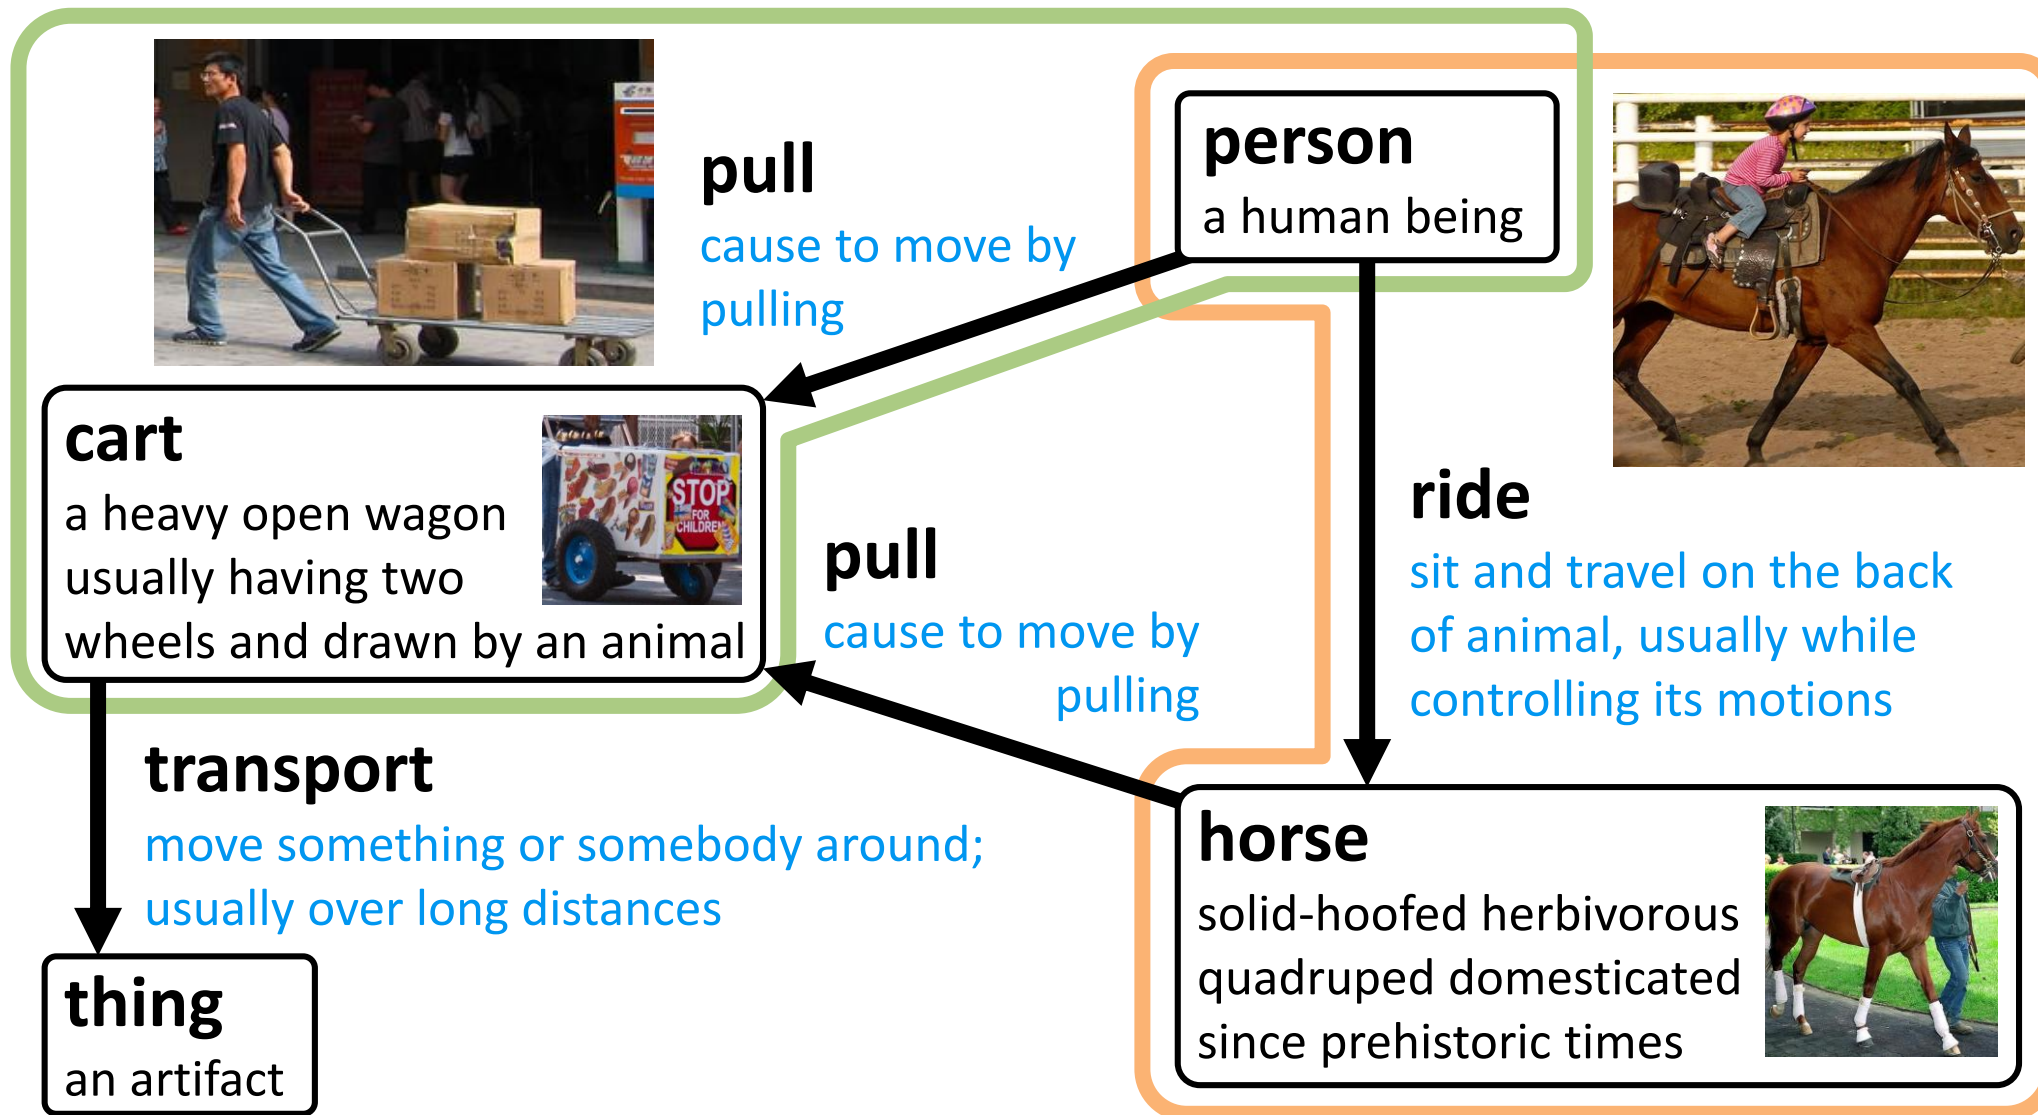 pull
cause to move by
pulling
person
a human being
cart
a heavy open wagon
usually having two
wheels and drawn by an animal
STOP
FOR
CHILDREN
pull
cause to move by
pulling
ride
sit and travel on the back
of animal, usually while
controlling its motions
transport
move something or somebody around;
usually over long distances
thing
an artifact
horse
solid-hoofed herbivorous
quadruped domesticated
since prehistoric times